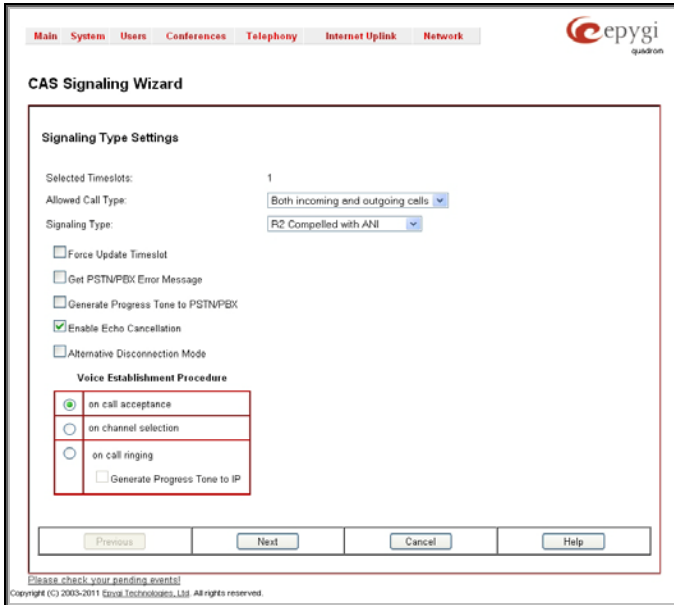 Main System Users Conferences Telephony Internet Uplink Network
epygi
quadrom
CAS Signaling Wizard
Signaling Type Settings
Selected Timeslots: 1
Allowed Call Type: Both incoming and outgoing calls
Signaling Type: R2 Compelled with ANI
Force Update Timeslot
Get PSTN/PBX Error Message
Generate Progress Tone to PSTN/PBX
Enable Echo Cancellation
Alternative Disconnection Mode
Voice Establishment Procedure
on call acceptance
on channel selection
on call ringing
Generate Progress Tone to IP
Previous Next Cancel Help
Please check your pending events!
Copyright (C) 2003-2011 Epygi Technologies, Ltd. All rights reserved.